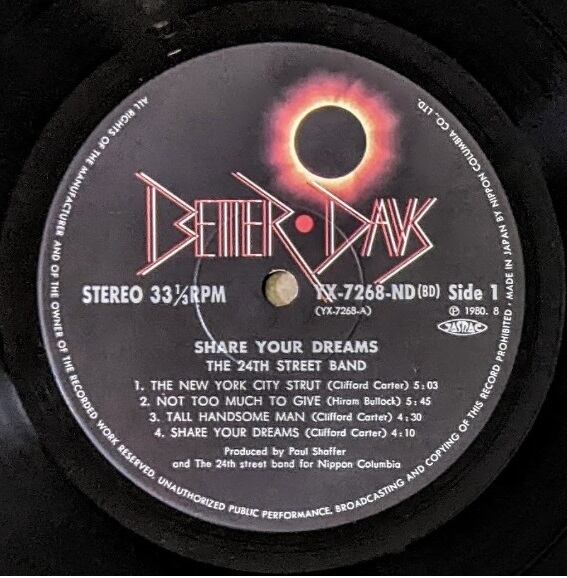 BETTER DAYS
STEREO 33⅓RPM
YX-7268-ND(BD) Side 1
(YX-7268-A)
Ⓟ 1980. 8
JASRAC
SHARE YOUR DREAMS
THE 24TH STREET BAND
1. THE NEW YORK CITY STRUT (Clifford Carter) 5:03
2. NOT TOO MUCH TO GIVE (Hiram Bullock) 5:45
3. TALL HANDSOME MAN (Clifford Carter) 4:30
4. SHARE YOUR DREAMS (Clifford Carter) 4:10
Produced by Paul Shaffer
and The 24th street band for Nippon Columbia
ALL RIGHTS OF THE MANUFACTURER AND OF THE OWNER OF THE RECORDED WORK RESERVED. UNAUTHORIZED PUBLIC PERFORMANCE, BROADCASTING AND COPYING OF THIS RECORD PROHIBITED • MADE IN JAPAN BY NIPPON COLUMBIA CO., LTD.